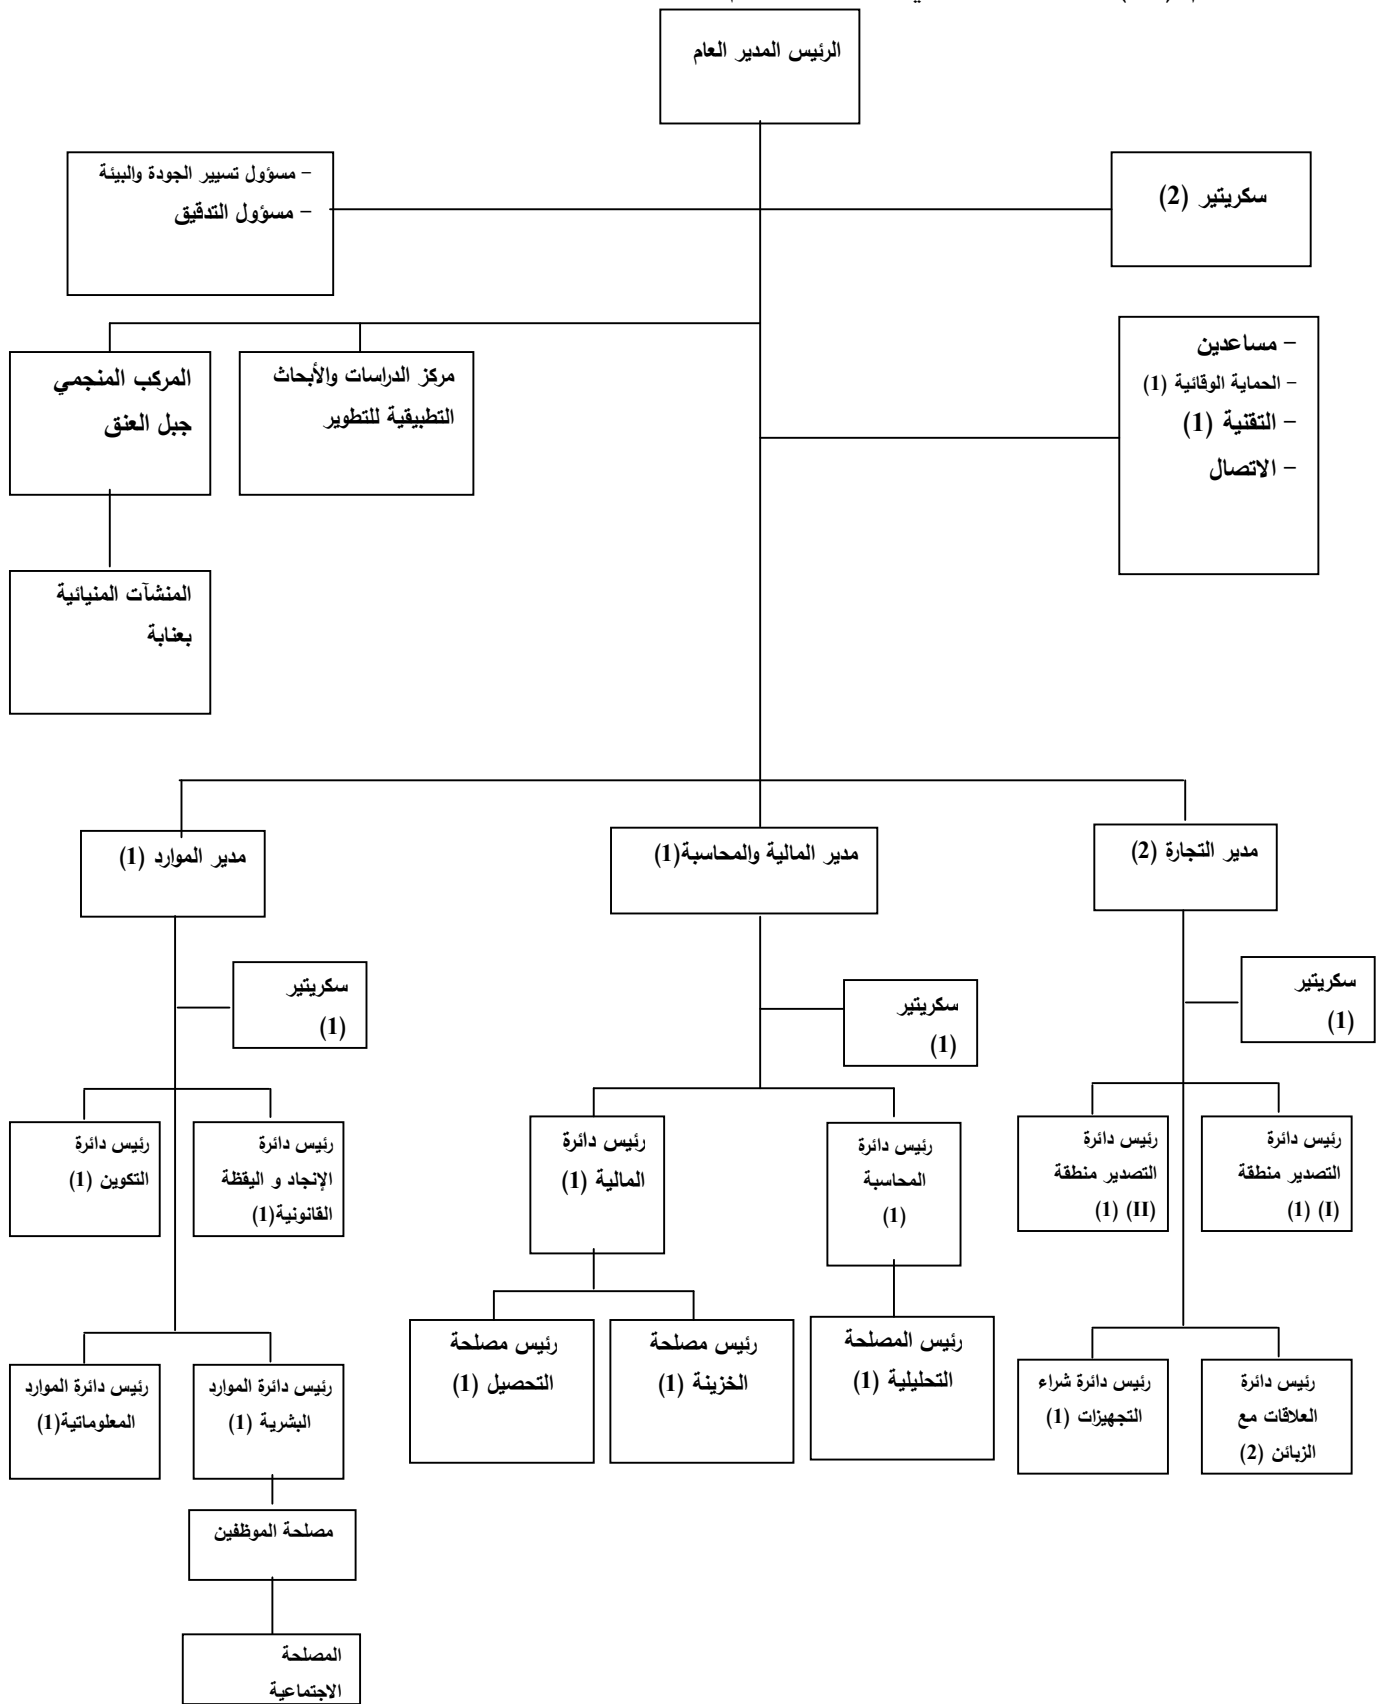 الرئيس المدير العام
سكريتير (2)
- مسؤول تسيير الجودة والبيئة
- مسؤول التدقيق
- مساعدين
- الحماية الوقائية (1)
- التقنية (1)
- الاتصال
مركز الدراسات والأبحاث
التطبيقية للتطوير
المركب المنجمي
جبل العنق
المنشآت المنيائية
بعنابة
مدير التجارة (2)
مدير المالية والمحاسبة(1)
مدير الموارد (1)
سكريتير
(1)
سكريتير
(1)
سكريتير
(1)
رئيس دائرة
التصدير منطقة
(I) (1)
رئيس دائرة
التصدير منطقة
(II) (1)
رئيس دائرة
المحاسبة
(1)
رئيس دائرة
المالية (1)
رئيس دائرة
الإنجاد و اليقظة
القانونية(1)
رئيس دائرة
التكوين (1)
رئيس دائرة
العلاقات مع
الزبائن (2)
رئيس دائرة شراء
التجهيزات (1)
رئيس المصلحة
التحليلية (1)
رئيس مصلحة
الخزينة (1)
رئيس مصلحة
التحصيل (1)
رئيس دائرة الموارد
البشرية (1)
رئيس دائرة الموارد
المعلوماتية(1)
مصلحة الموظفين
المصلحة
الاجتماعية